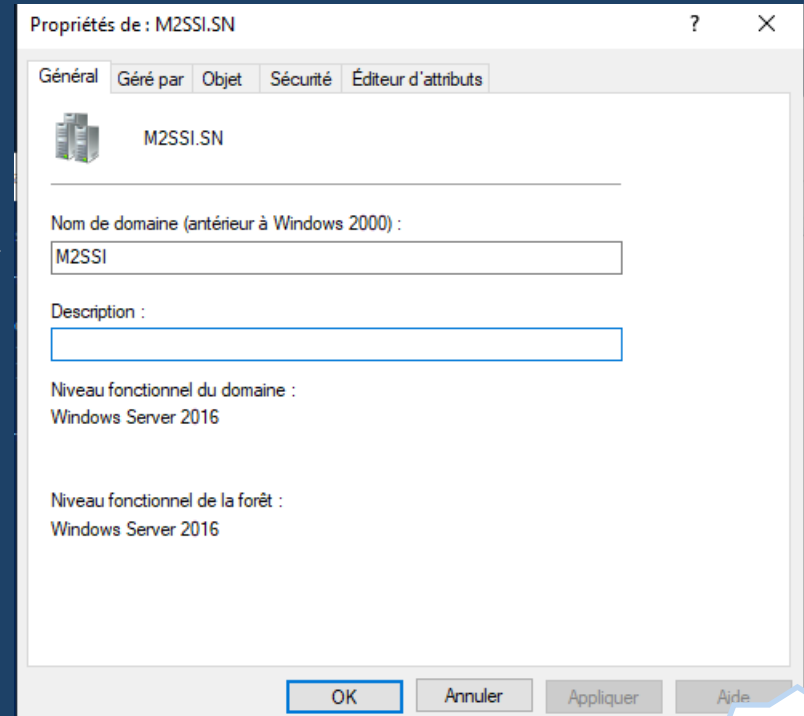 Propriétés de : M2SSI.SN ? ×
Général Géré par Objet Sécurité Éditeur d'attributs
M2SSI.SN
Nom de domaine (antérieur à Windows 2000) :
M2SSI
Description :
Niveau fonctionnel du domaine :
Windows Server 2016
Niveau fonctionnel de la forêt :
Windows Server 2016
OK Annuler Appliquer Aide